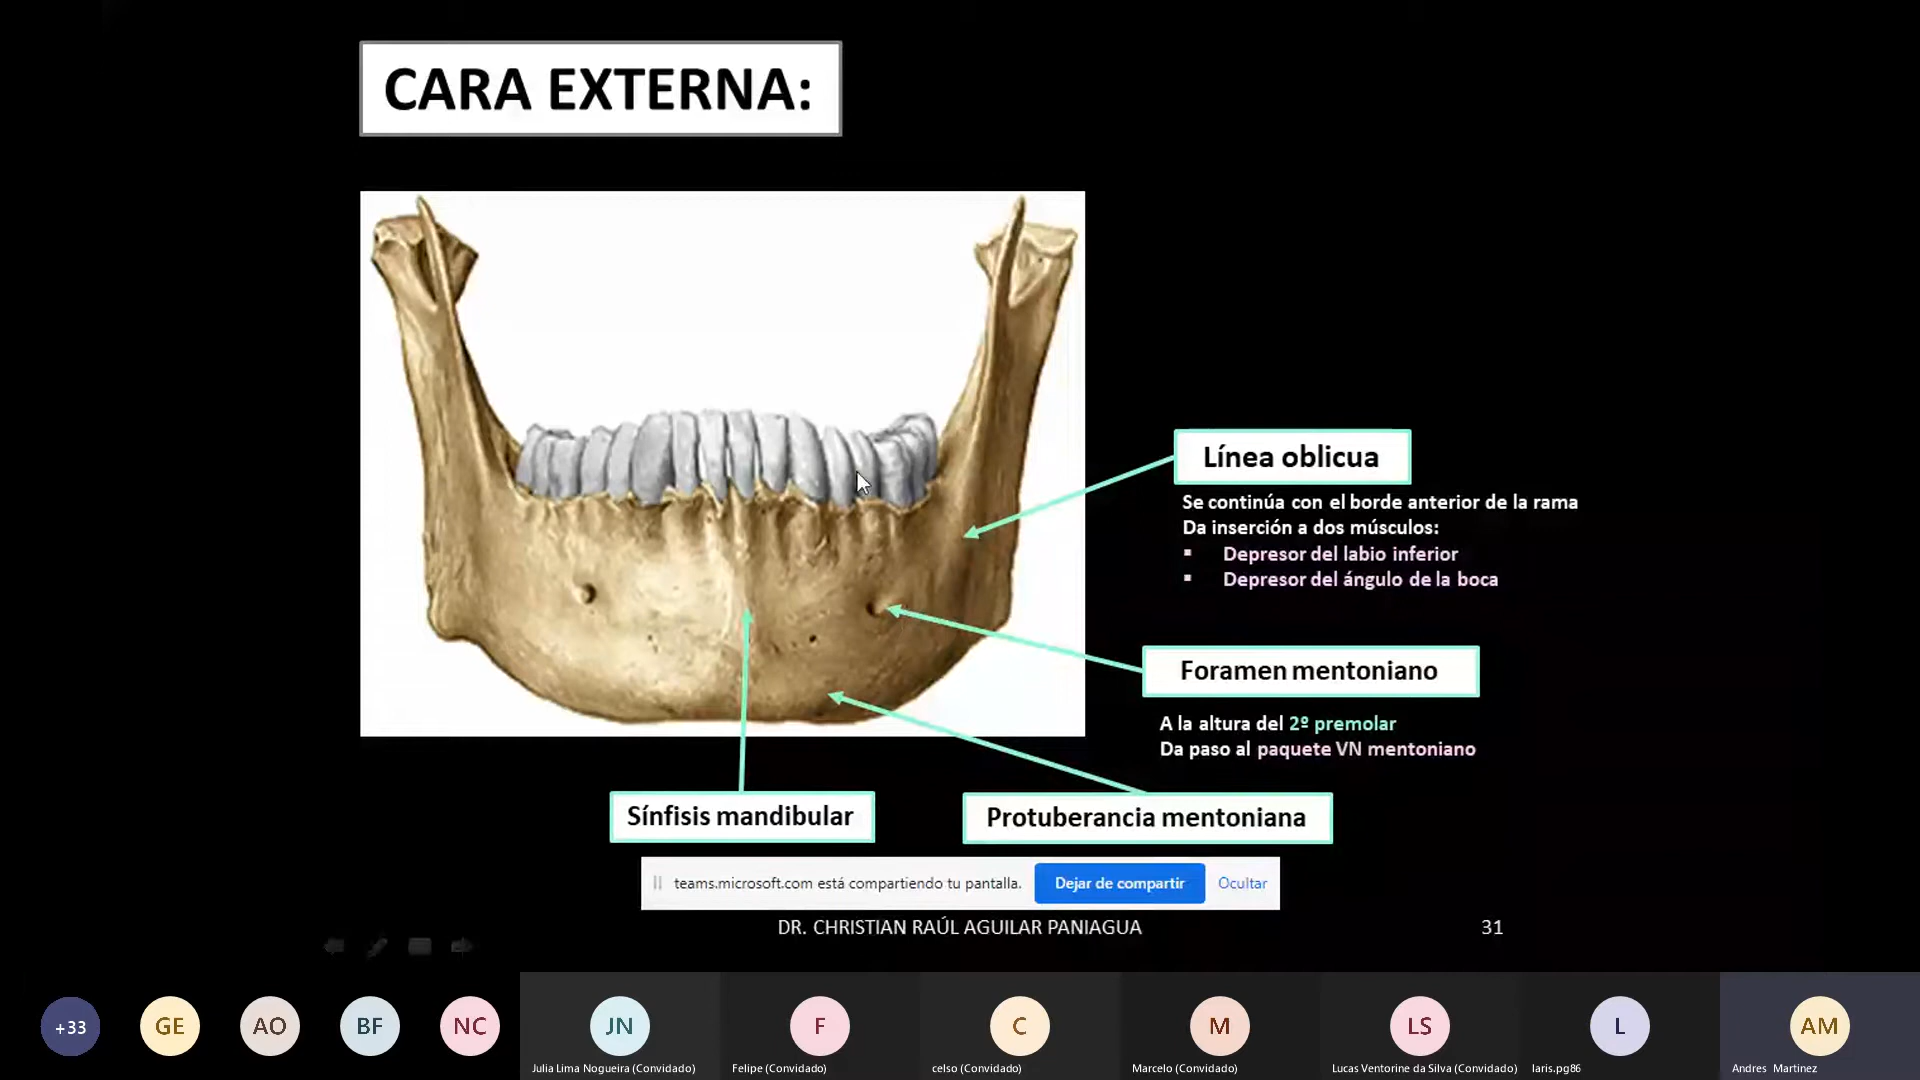 CARA EXTERNA:
Línea oblicua
Se continúa con el borde anterior de la rama
Da inserción a dos músculos:
▪ Depresor del labio inferior
▪ Depresor del ángulo de la boca
Foramen mentoniano
A la altura del 2º premolar
Da paso al paquete VN mentoniano
Sínfisis mandibular
Protuberancia mentoniana
teams.microsoft.com está compartiendo tu pantalla.
Dejar de compartir
Ocultar
DR. CHRISTIAN RAÚL AGUILAR PANIAGUA
31
+33
GE
AO
BF
NC
JN
F
C
M
LS
L
AM
Julia Lima Nogueira (Convidado)
Felipe (Convidado)
celso (Convidado)
Marcelo (Convidado)
Lucas Ventorine da Silva (Convidado)
laris.pg86
Andres Martinez